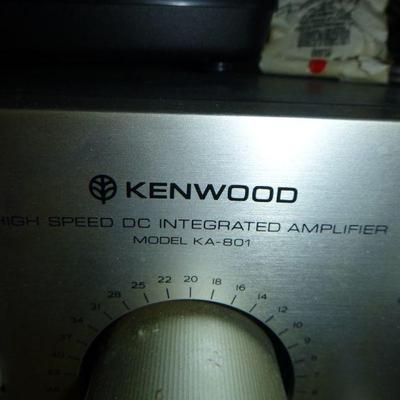 KENWOOD
HIGH SPEED DC INTEGRATED AMPLIFIER
MODEL KA-801
31 28 25 22 20 18 16 14 12 10